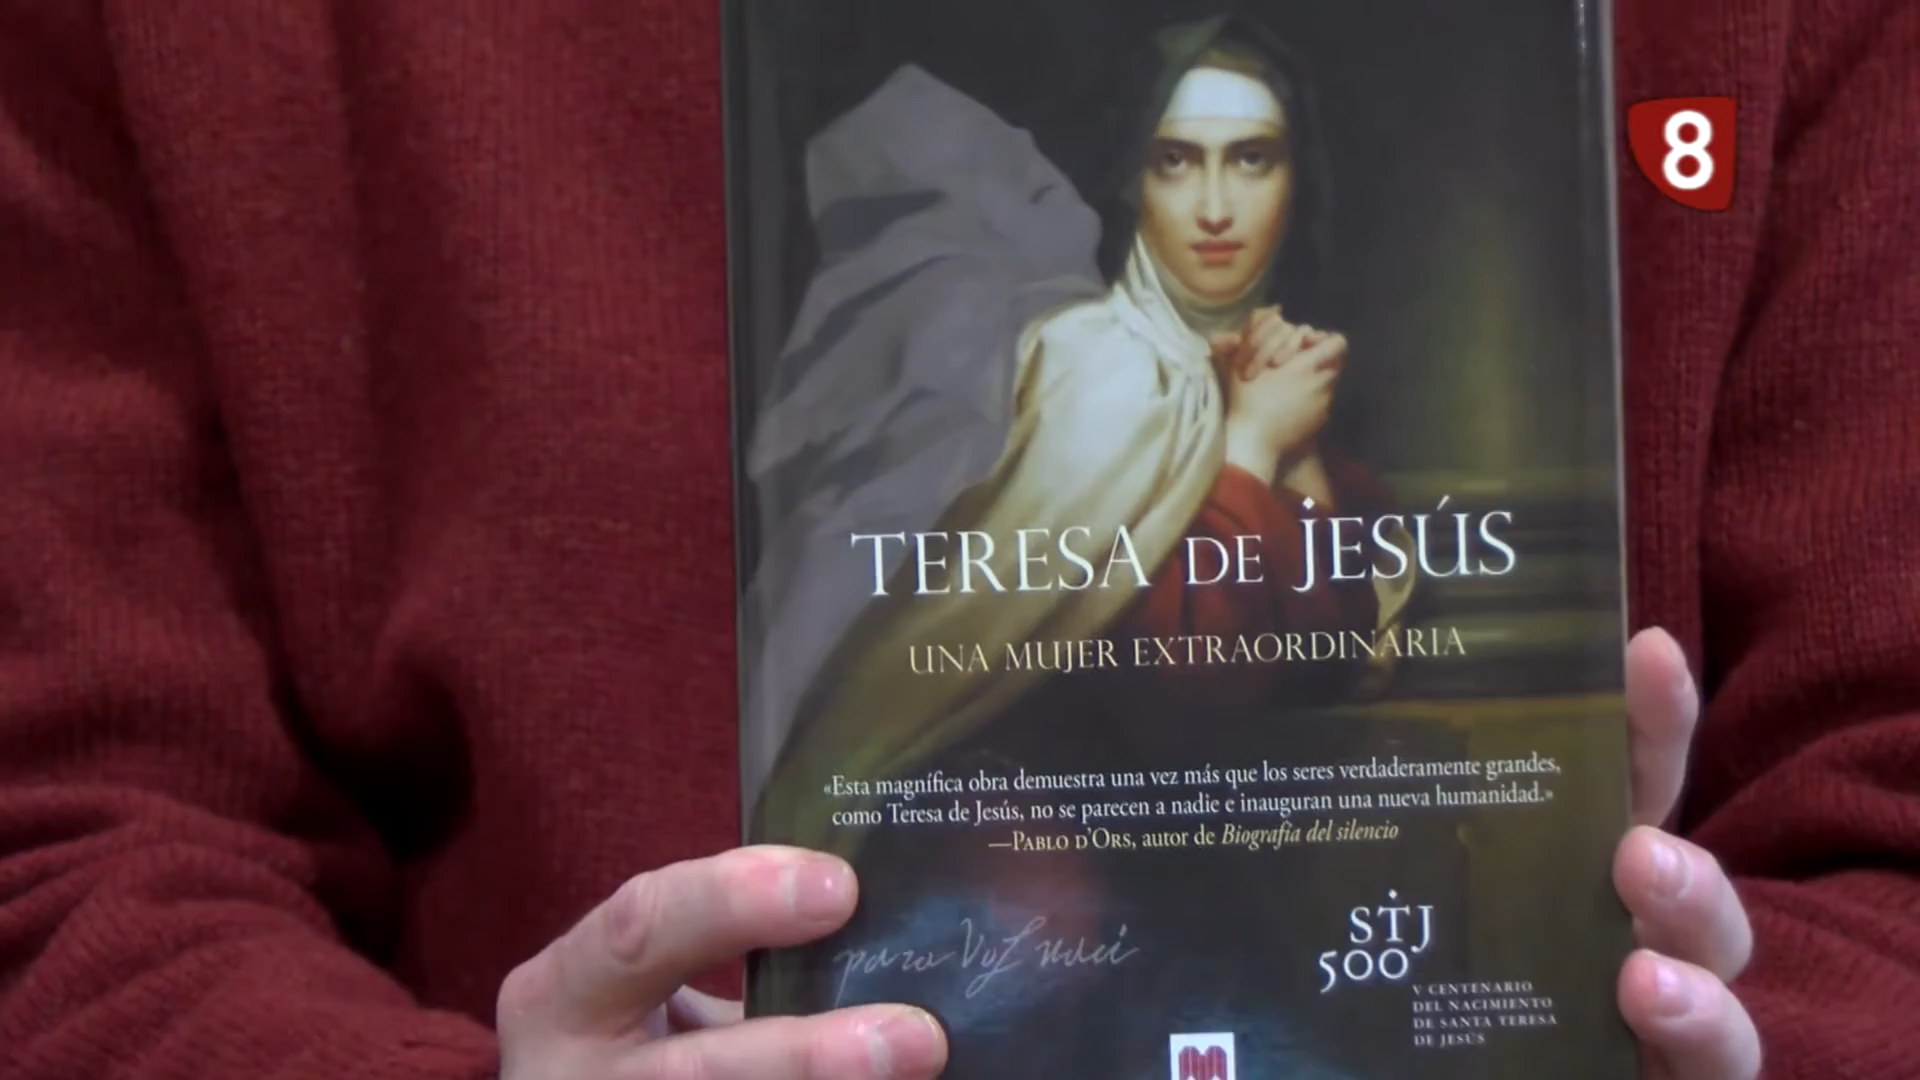 8
TERESA DE JESÚS
UNA MUJER EXTRAORDINARIA
«Esta magnífica obra demuestra una vez más que los seres verdaderamente grandes,
como Teresa de Jesús, no se parecen a nadie e inauguran una nueva humanidad.»
—PABLO D'ORS, autor de Biografía del silencio
para Vos nací
STJ
500
V CENTENARIO
DEL NACIMIENTO
DE SANTA TERESA
DE JESÚS